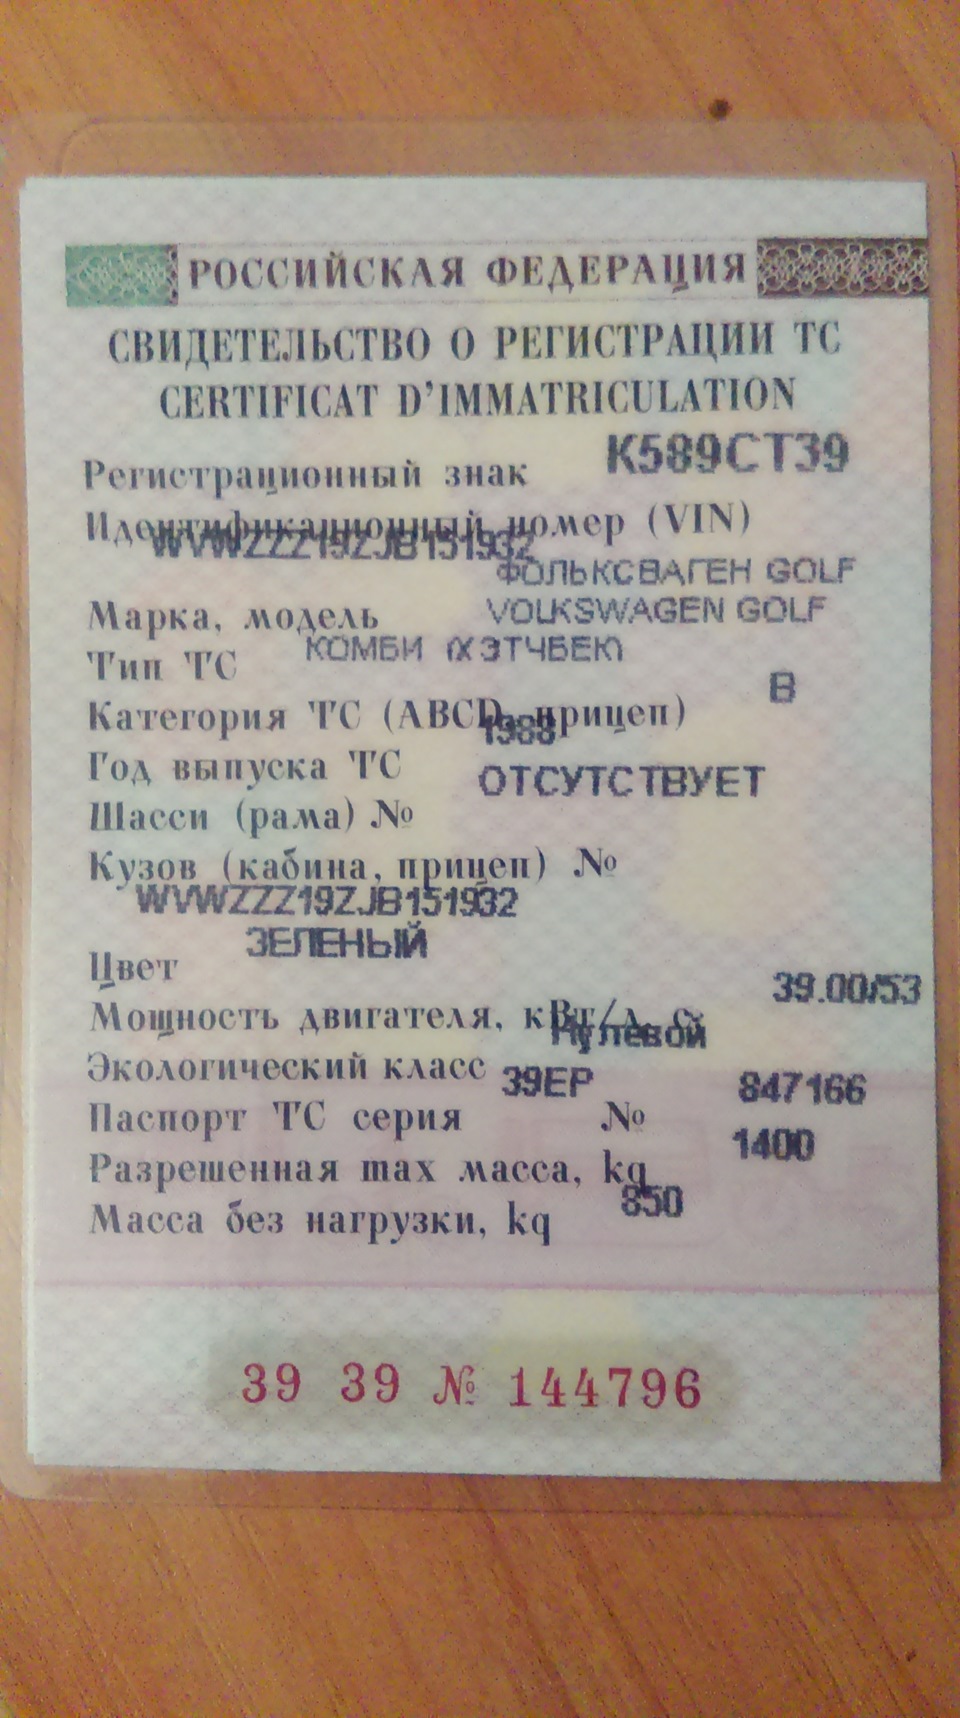 РОССИЙСКАЯ ФЕДЕРАЦИЯ
СВИДЕТЕЛЬСТВО О РЕГИСТРАЦИИ ТС
CERTIFICAT D'IMMATRICULATION
Регистрационный знак К589СТ39
Идентификационный номер (VIN)
WVWZZZ19ZJB151932
ФОЛЬКСВАГЕН GOLF
Марка, модель VOLKSWAGEN GOLF
Тип ТС КОМБИ (ХЭТЧБЕК)
Категория ТС (ABCD, прицеп) B
Год выпуска ТС 1988
Шасси (рама) № ОТСУТСТВУЕТ
Кузов (кабина, прицеп) №
WVWZZZ19ZJB151932
Цвет ЗЕЛЕНЫЙ
Мощность двигателя, кВт/л. с. 39.00/53
Экологический класс Нулевой
Паспорт ТС серия 39ЕР № 847166
Разрешенная max масса, kg 1400
Масса без нагрузки, kg 850
39 39 № 144796